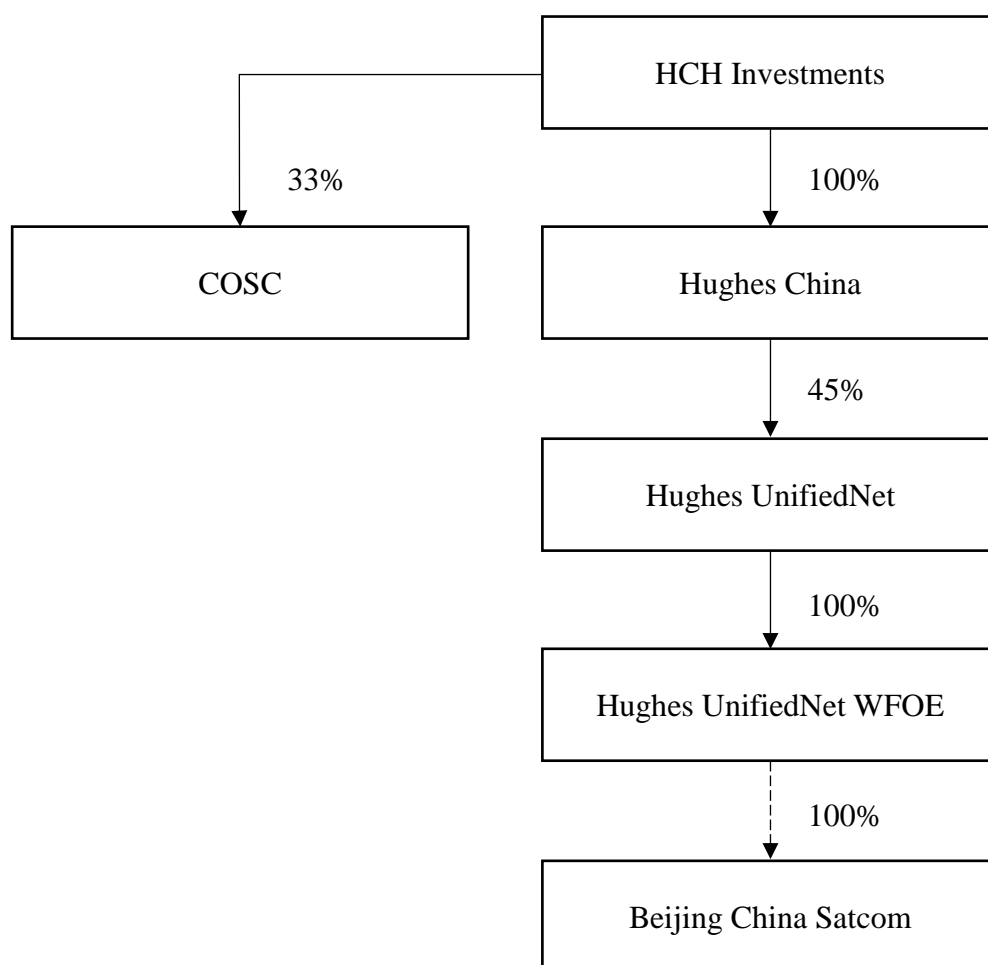 HCH Investments
33%
100%
COSC
Hughes China
45%
Hughes UnifiedNet
100%
Hughes UnifiedNet WFOE
100%
Beijing China Satcom